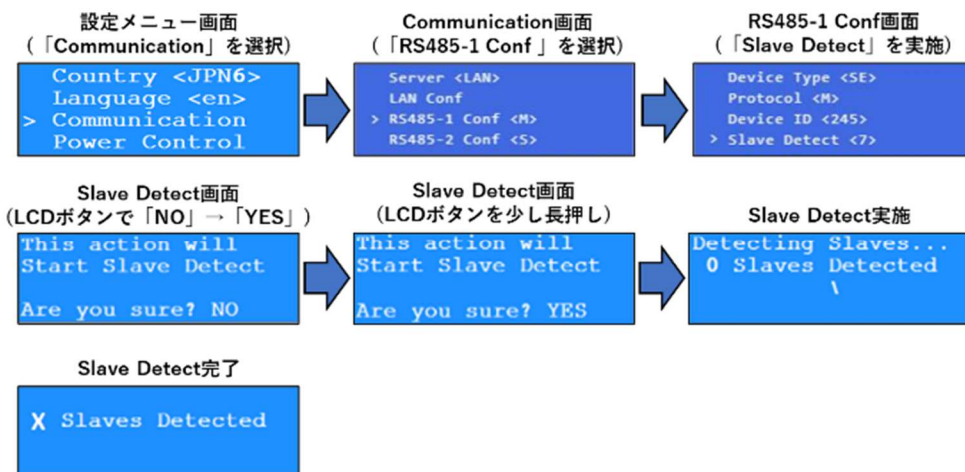 設定メニュー画面
(「Communication」を選択)
Country <JPN6>
Language <en>
> Communication
Power Control
Communication画面
(「RS485-1 Conf 」を選択)
Server <LAN>
LAN Conf
> RS485-1 Conf <M>
RS485-2 Conf <S>
RS485-1 Conf画面
(「Slave Detect」を実施)
Device Type <SE>
Protocol <M>
Device ID <245>
> Slave Detect <7>
Slave Detect画面
(LCDボタンで「NO」→「YES」)
This action will
Start Slave Detect
Are you sure? NO
Slave Detect画面
(LCDボタンを少し長押し)
This action will
Start Slave Detect
Are you sure? YES
Slave Detect実施
Detecting Slaves...
0 Slaves Detected
\
Slave Detect完了
X Slaves Detected